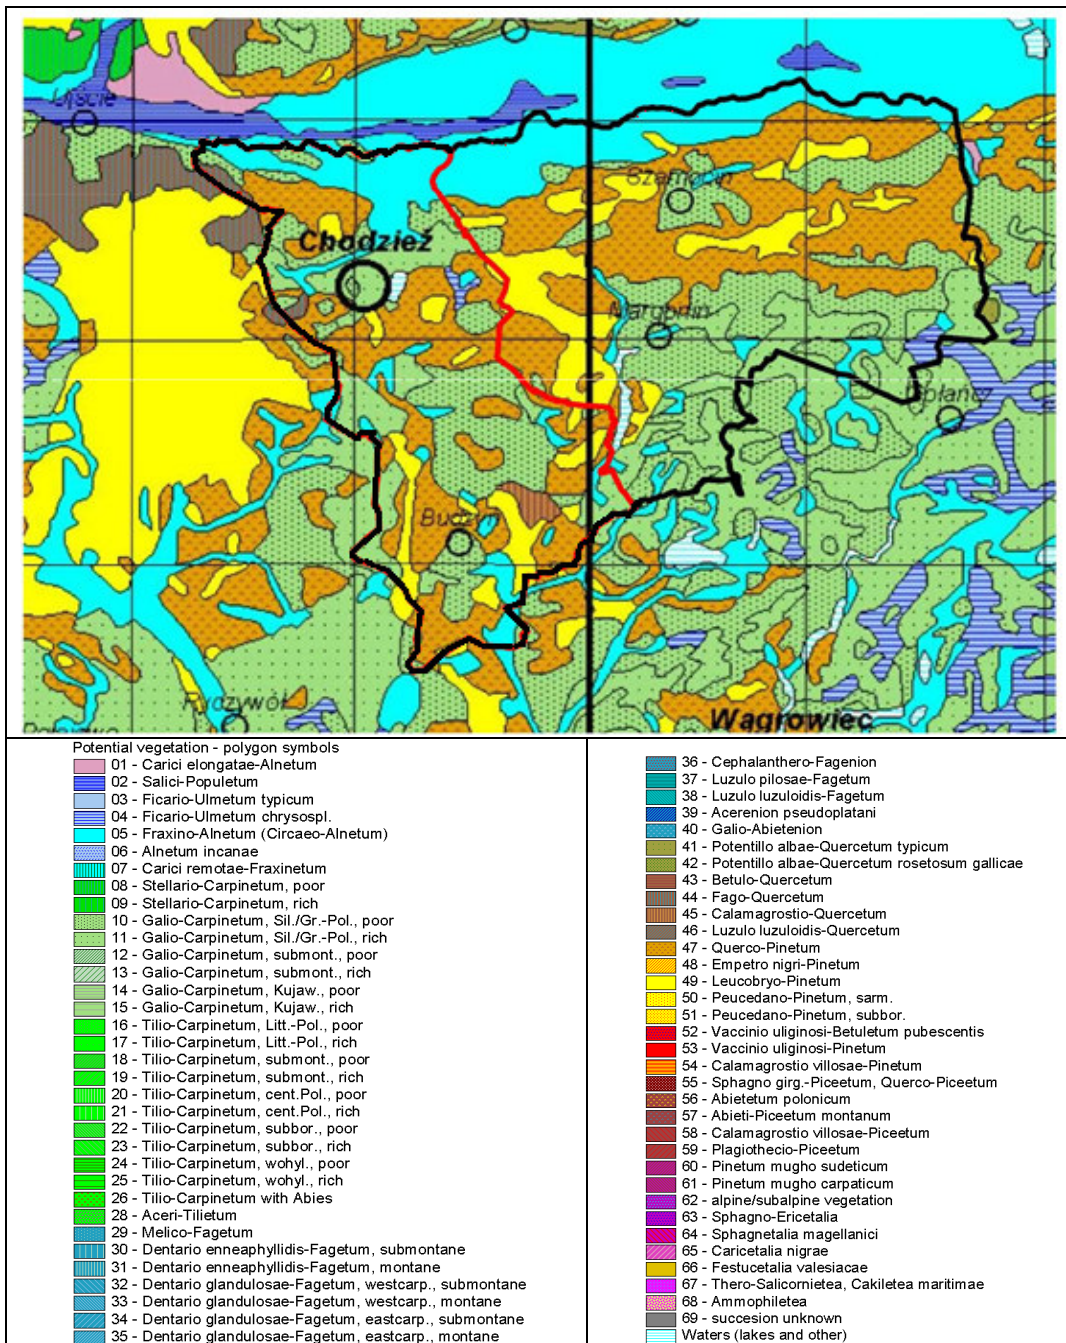 Ujście
Szamocin
Chodzież
Margonin
Gołańcz
Budzyń
Ryczywół
Wągrowiec
Potential vegetation - polygon symbols
01 - Carici elongatae-Alnetum
02 - Salici-Populetum
03 - Ficario-Ulmetum typicum
04 - Ficario-Ulmetum chrysospl.
05 - Fraxino-Alnetum (Circaeo-Alnetum)
06 - Alnetum incanae
07 - Carici remotae-Fraxinetum
08 - Stellario-Carpinetum, poor
09 - Stellario-Carpinetum, rich
10 - Galio-Carpinetum, Sil./Gr.-Pol., poor
11 - Galio-Carpinetum, Sil./Gr.-Pol., rich
12 - Galio-Carpinetum, submont., poor
13 - Galio-Carpinetum, submont., rich
14 - Galio-Carpinetum, Kujaw., poor
15 - Galio-Carpinetum, Kujaw., rich
16 - Tilio-Carpinetum, Litt.-Pol., poor
17 - Tilio-Carpinetum, Litt.-Pol., rich
18 - Tilio-Carpinetum, submont., poor
19 - Tilio-Carpinetum, submont., rich
20 - Tilio-Carpinetum, cent.Pol., poor
21 - Tilio-Carpinetum, cent.Pol., rich
22 - Tilio-Carpinetum, subbor., poor
23 - Tilio-Carpinetum, subbor., rich
24 - Tilio-Carpinetum, wohyl., poor
25 - Tilio-Carpinetum, wohyl., rich
26 - Tilio-Carpinetum with Abies
28 - Aceri-Tilietum
29 - Melico-Fagetum
30 - Dentario enneaphyllidis-Fagetum, submontane
31 - Dentario enneaphyllidis-Fagetum, montane
32 - Dentario glandulosae-Fagetum, westcarp., submontane
33 - Dentario glandulosae-Fagetum, westcarp., montane
34 - Dentario glandulosae-Fagetum, eastcarp., submontane
35 - Dentario glandulosae-Fagetum, eastcarp., montane
36 - Cephalanthero-Fagenion
37 - Luzulo pilosae-Fagetum
38 - Luzulo luzuloidis-Fagetum
39 - Acerenion pseudoplatani
40 - Galio-Abietenion
41 - Potentillo albae-Quercetum typicum
42 - Potentillo albae-Quercetum rosetosum gallicae
43 - Betulo-Quercetum
44 - Fago-Quercetum
45 - Calamagrostio-Quercetum
46 - Luzulo luzuloidis-Quercetum
47 - Querco-Pinetum
48 - Empetro nigri-Pinetum
49 - Leucobryo-Pinetum
50 - Peucedano-Pinetum, sarm.
51 - Peucedano-Pinetum, subbor.
52 - Vaccinio uliginosi-Betuletum pubescentis
53 - Vaccinio uliginosi-Pinetum
54 - Calamagrostio villosae-Pinetum
55 - Sphagno girg.-Piceetum, Querco-Piceetum
56 - Abietetum polonicum
57 - Abieti-Piceetum montanum
58 - Calamagrostio villosae-Piceetum
59 - Plagiothecio-Piceetum
60 - Pinetum mugho sudeticum
61 - Pinetum mugho carpaticum
62 - alpine/subalpine vegetation
63 - Sphagno-Ericetalia
64 - Sphagnetalia magellanici
65 - Caricetalia nigrae
66 - Festucetalia valesiacae
67 - Thero-Salicornietea, Cakiletea maritimae
68 - Ammophiletea
69 - succesion unknown
Waters (lakes and other)